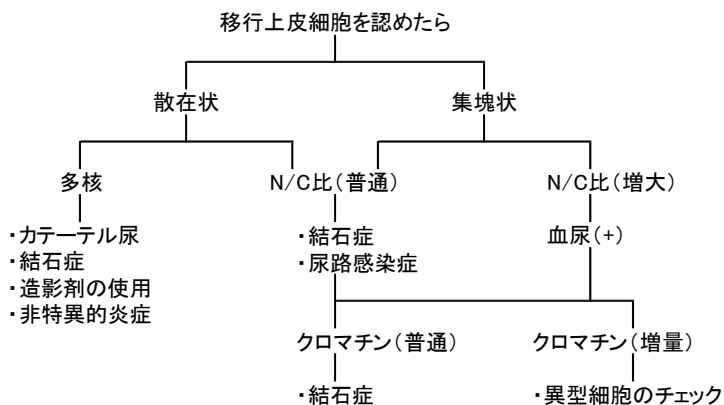 移行上皮細胞を認めたら
散在状
集塊状
多核
N/C比(普通)
N/C比(増大)
・カテーテル尿
・結石症
・造影剤の使用
・非特異的炎症
・結石症
・尿路感染症
血尿(+)
クロマチン(普通)
クロマチン(増量)
・結石症
・異型細胞のチェック